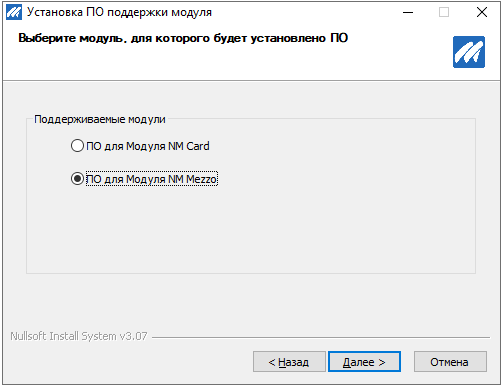 Установка ПО поддержки модуля
Выберите модуль, для которого будет установлено ПО
Поддерживаемые модули
ПО для Модуля NM Card
ПО для Модуля NM Mezzo
Nullsoft Install System v3.07
< Назад
Далее >
Отмена